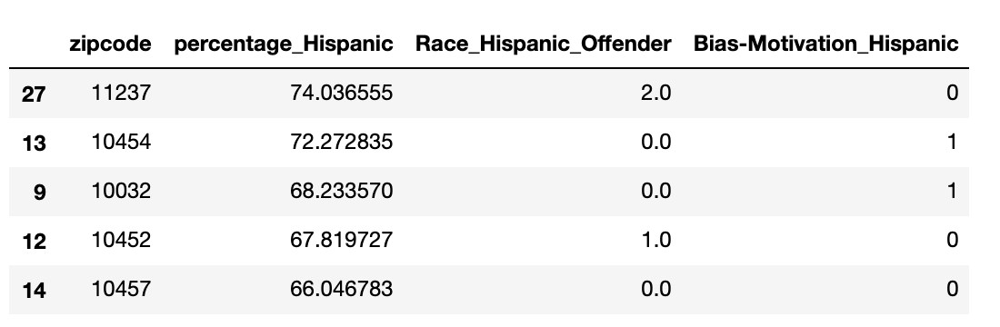 zipcode percentage_Hispanic Race_Hispanic_Offender Bias-Motivation_Hispanic
27 11237 74.036555 2.0 0
13 10454 72.272835 0.0 1
9 10032 68.233570 0.0 1
12 10452 67.819727 1.0 0
14 10457 66.046783 0.0 0